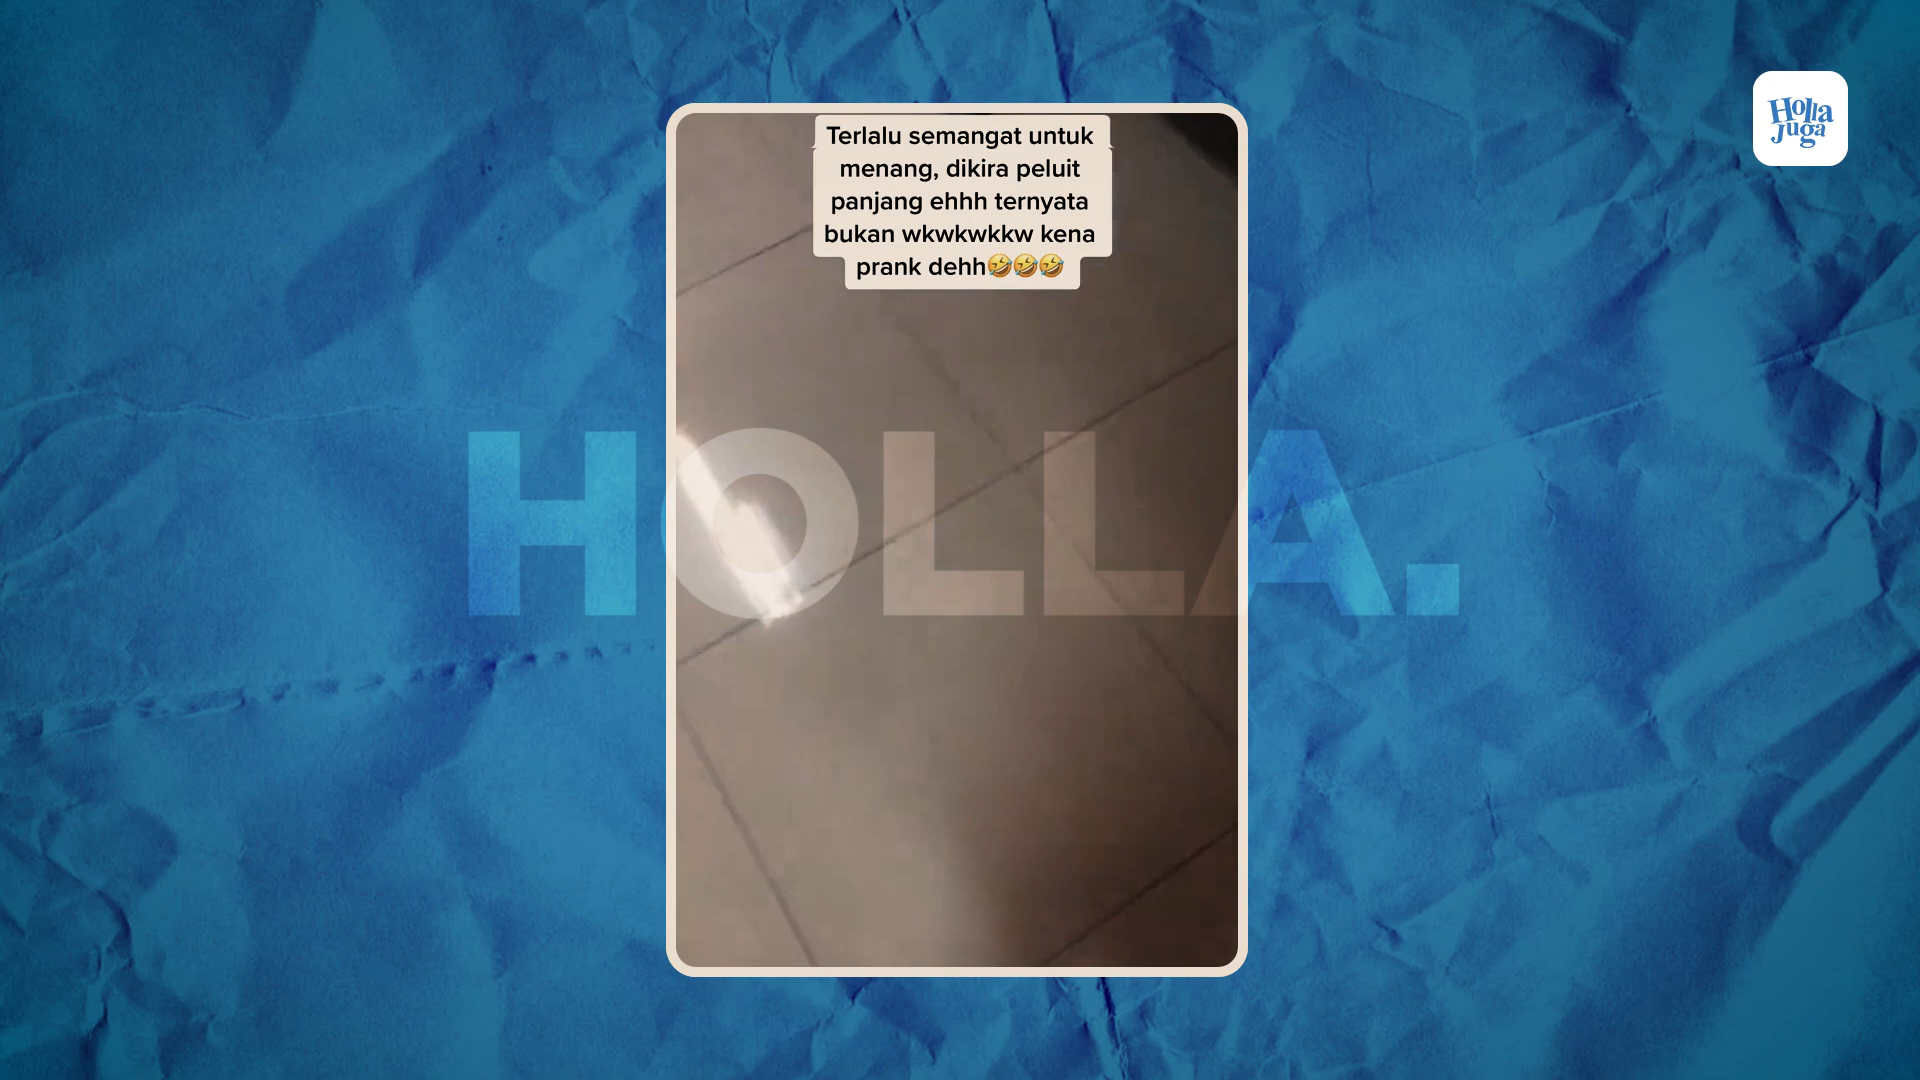 Terlalu semangat untuk
menang, dikira peluit
panjang ehhh ternyata
bukan wkwkwkkw kena
prank dehh🤣🤣🤣
Holla
Juga
HOLLA.